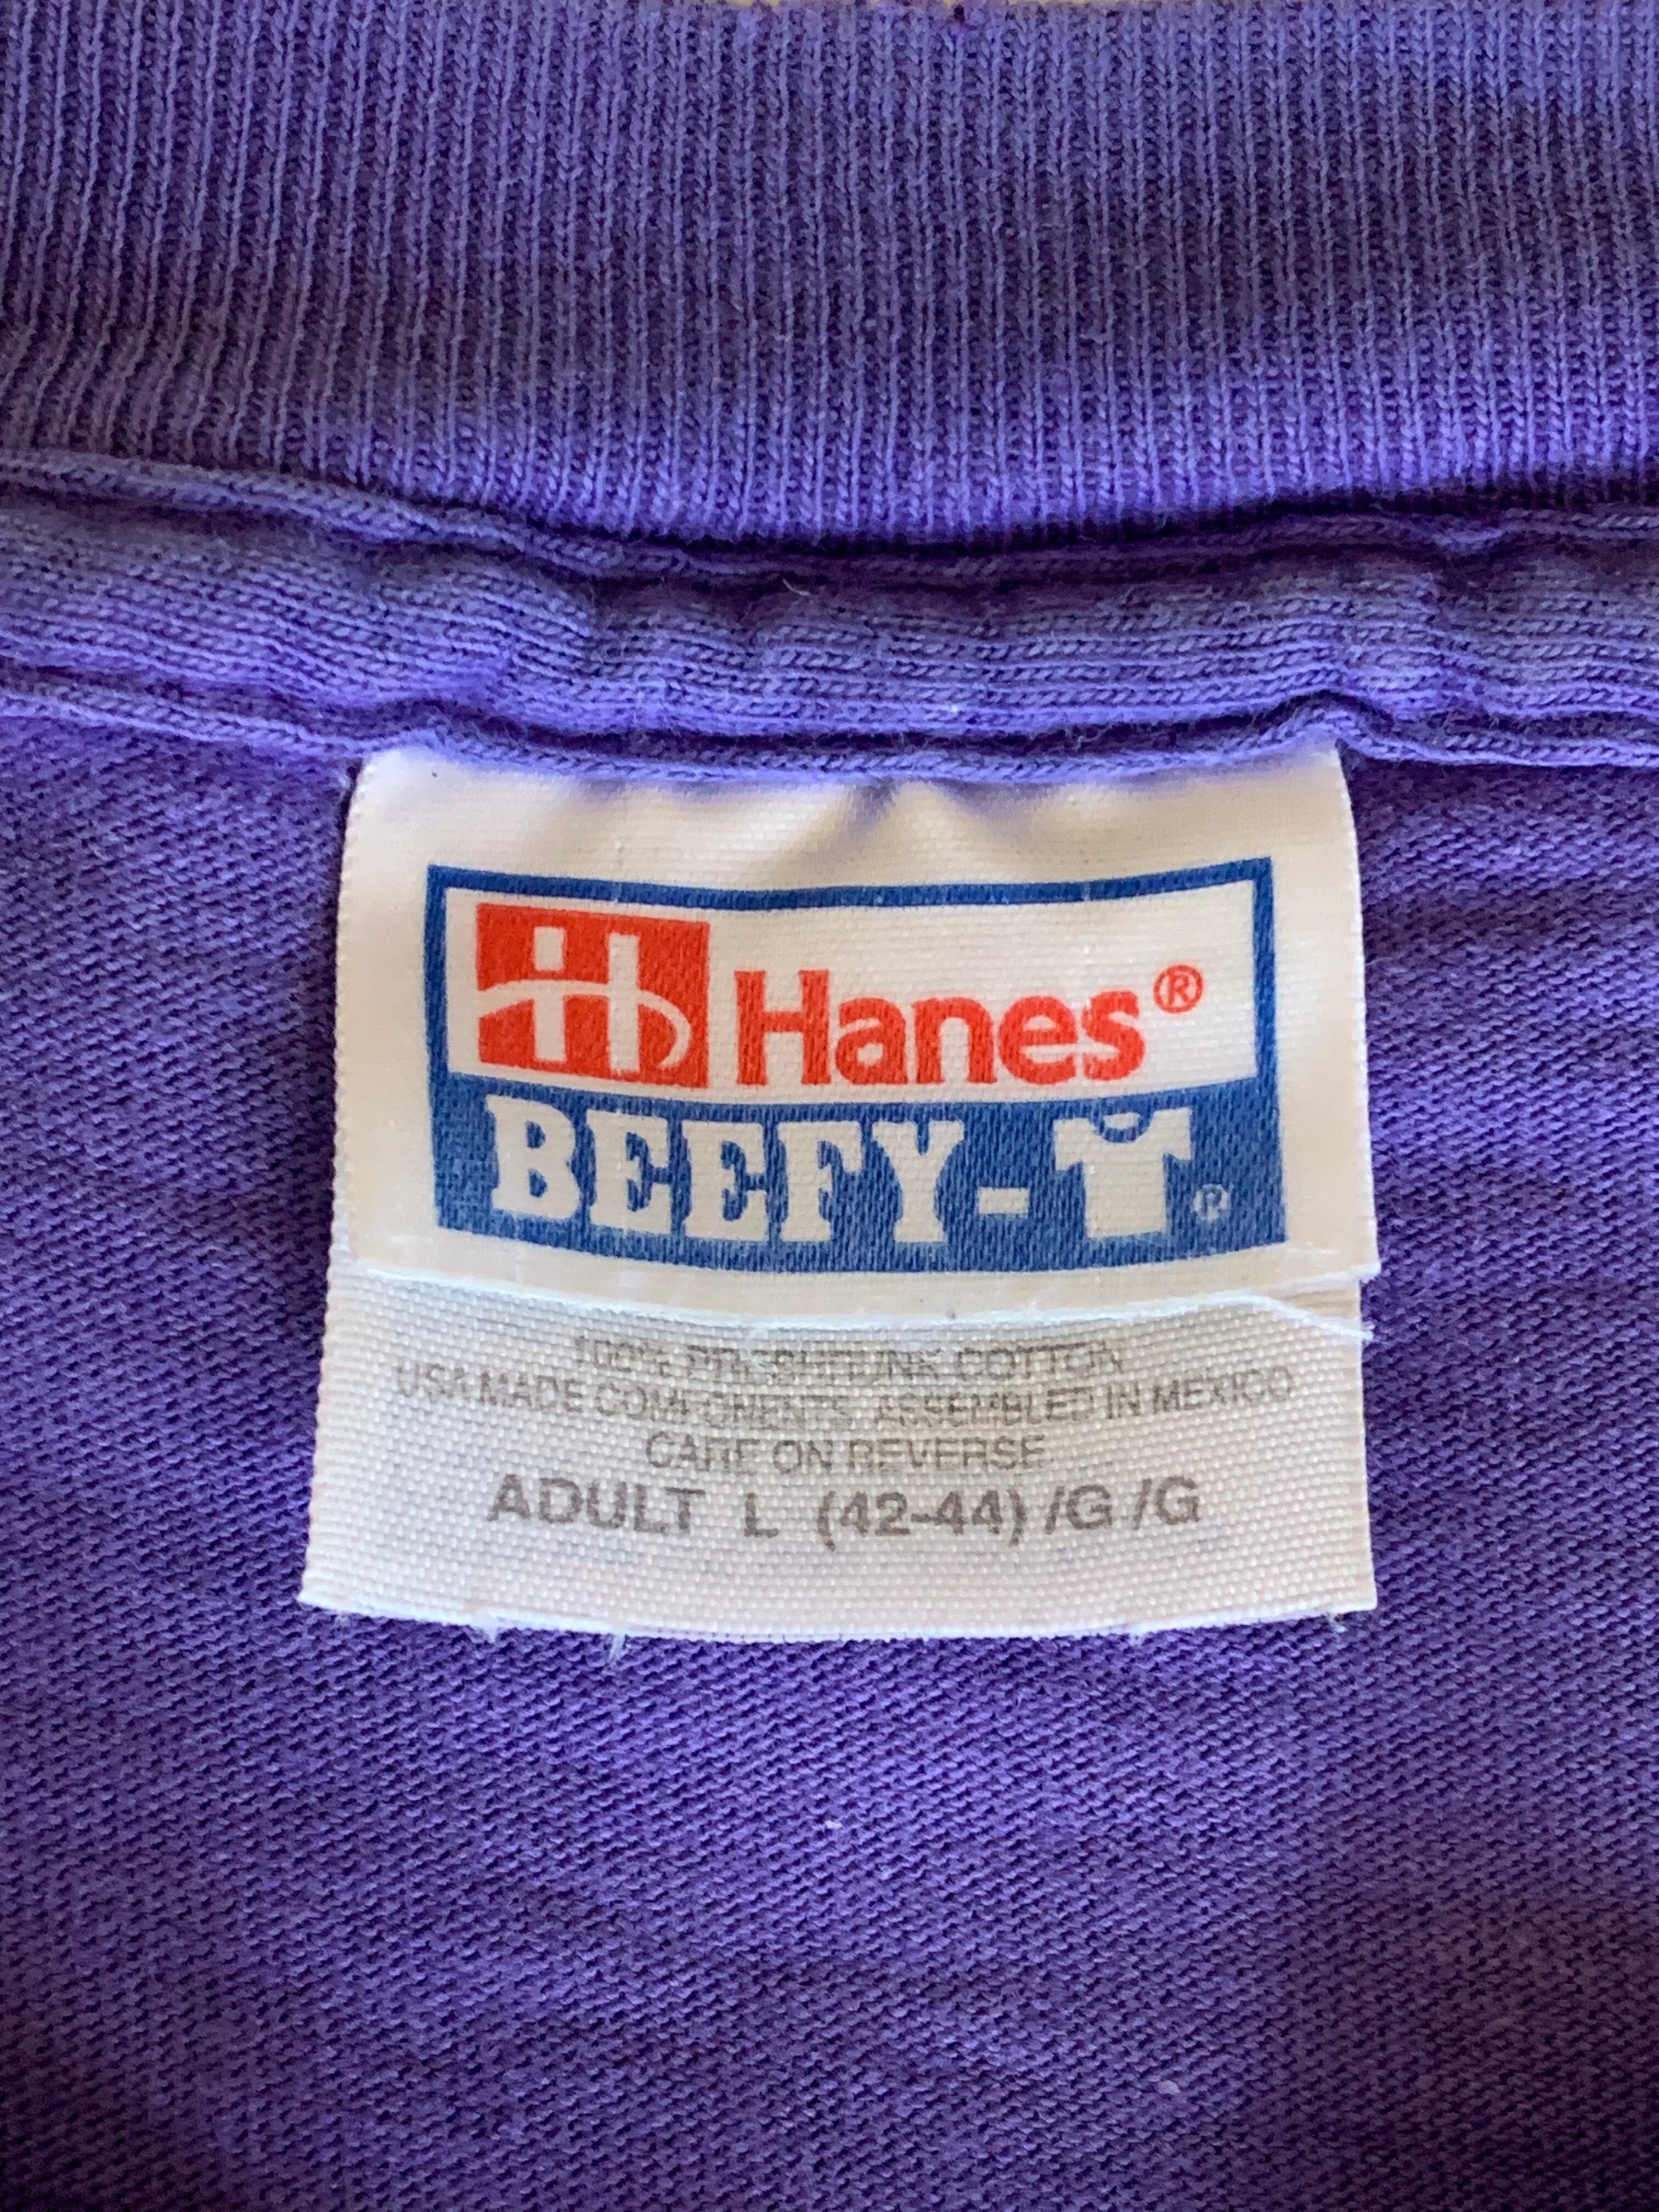 H Hanes®
BEEFY-T®
100% PRESHRUNK COTTON
USA MADE COMPONENTS, ASSEMBLED IN MEXICO
CARE ON REVERSE
ADULT L (42-44) /G /G